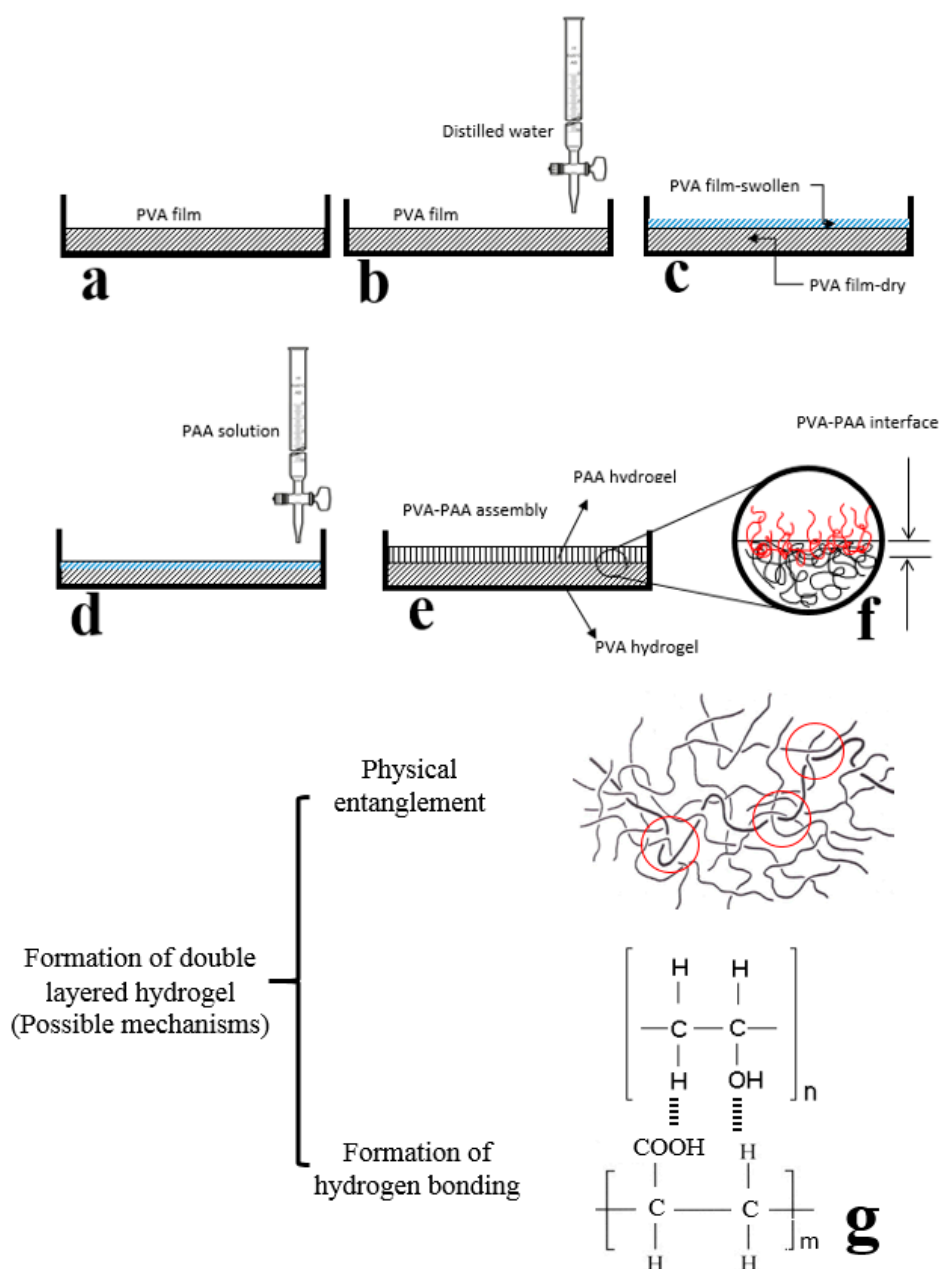 Distilled water
PVA film
a
PVA film
b
PVA film-swollen
c
PVA film-dry
PAA solution
d
PVA-PAA assembly
PAA hvdrogel
e
PVA hydrogel
PVA-PAA interface
f
Physical
entanglement
Formation of double
layered hydrogel
(Possible mechanisms)
H H
C C
H OH
n
Formation of
hydrogen bonding
COOH H
C C
m
H H
g